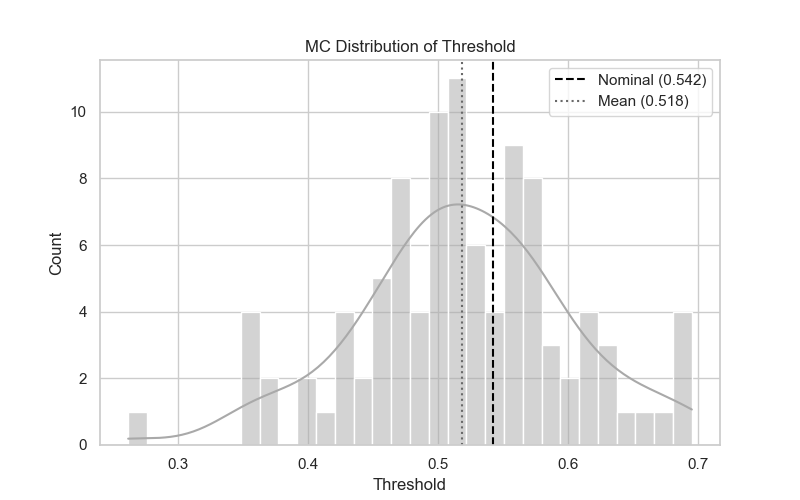 MC Distribution of Threshold
Nominal (0.542)
Mean (0.518)
Count
10
8
6
4
2
0
0.3 0.4 0.5 0.6 0.7
Threshold